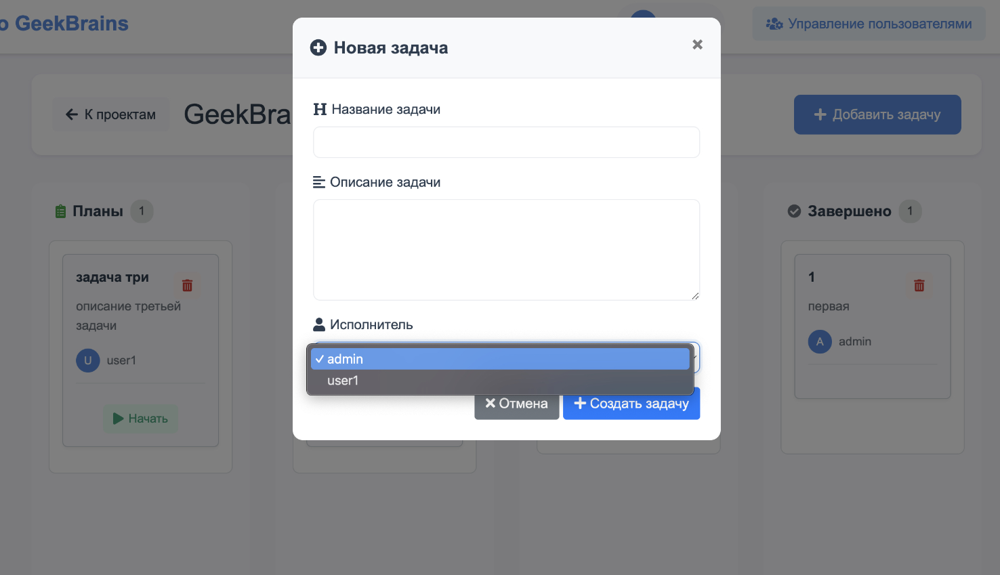 о GeekBrains
Управление пользователями
К проектам
GeekBra
Добавить задачу
Новая задача
Название задачи
Описание задачи
Исполнитель
admin
user1
Отмена
Создать задачу
Планы 1
задача три
описание третьей
задачи
U user1
Начать
Завершено 1
1
первая
A admin